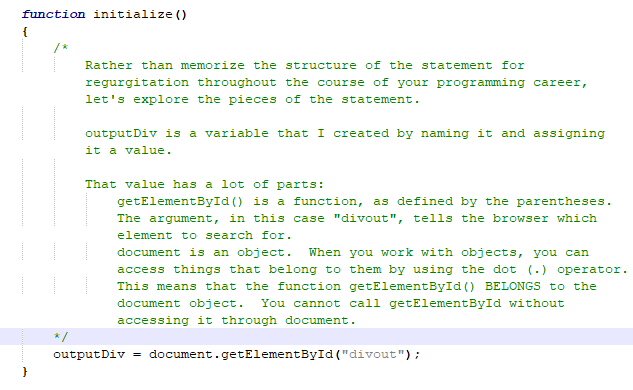 function initialize()
{
/*
Rather than memorize the structure of the statement for
regurgitation throughout the course of your programming career,
let's explore the pieces of the statement.
outputDiv is a variable that I created by naming it and assigning
it a value.
That value has a lot of parts:
getElementById() is a function, as defined by the parentheses.
The argument, in this case "divout", tells the browser which
element to search for.
document is an object.  When you work with objects, you can
access things that belong to them by using the dot (.) operator.
This means that the function getElementById() BELONGS to the
document object.  You cannot call getElementById without
accessing it through document.
*/
outputDiv = document.getElementById("divout");
}